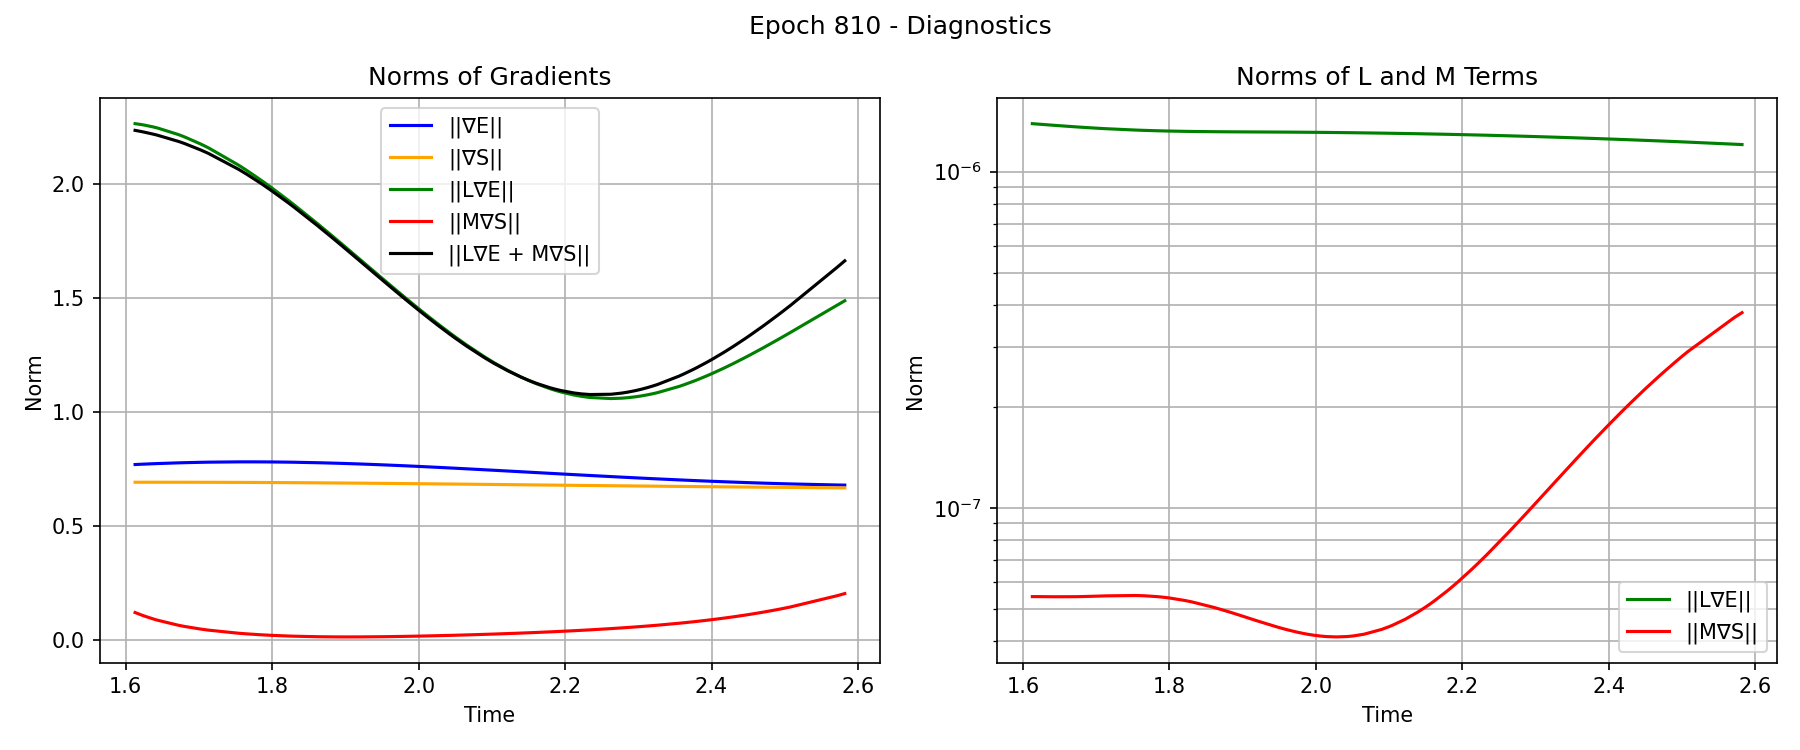 Epoch 810 - Diagnostics
Norms of Gradients
||∇E||
||∇S||
||L∇E||
||M∇S||
||L∇E + M∇S||
Norm
2.0
1.5
1.0
0.5
0.0
1.6 1.8 2.0 2.2 2.4 2.6
Time
Norms of L and M Terms
Norm
10⁻⁶
10⁻⁷
||L∇E||
||M∇S||
1.6 1.8 2.0 2.2 2.4 2.6
Time